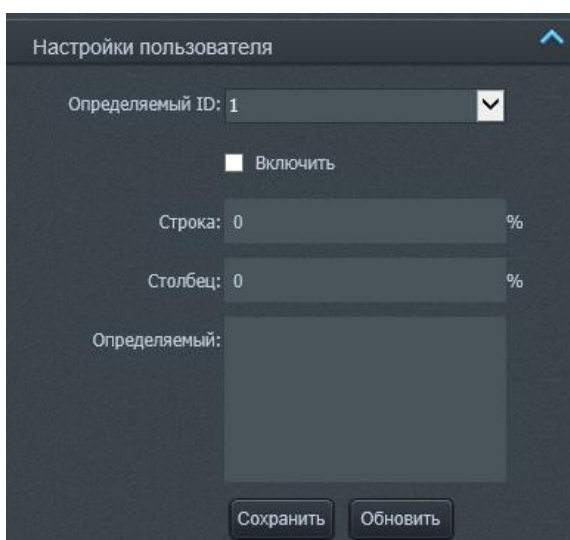 Настройки пользователя
Определяемый ID: 1
Включить
Строка: 0 %
Столбец: 0 %
Определяемый:
Сохранить Обновить